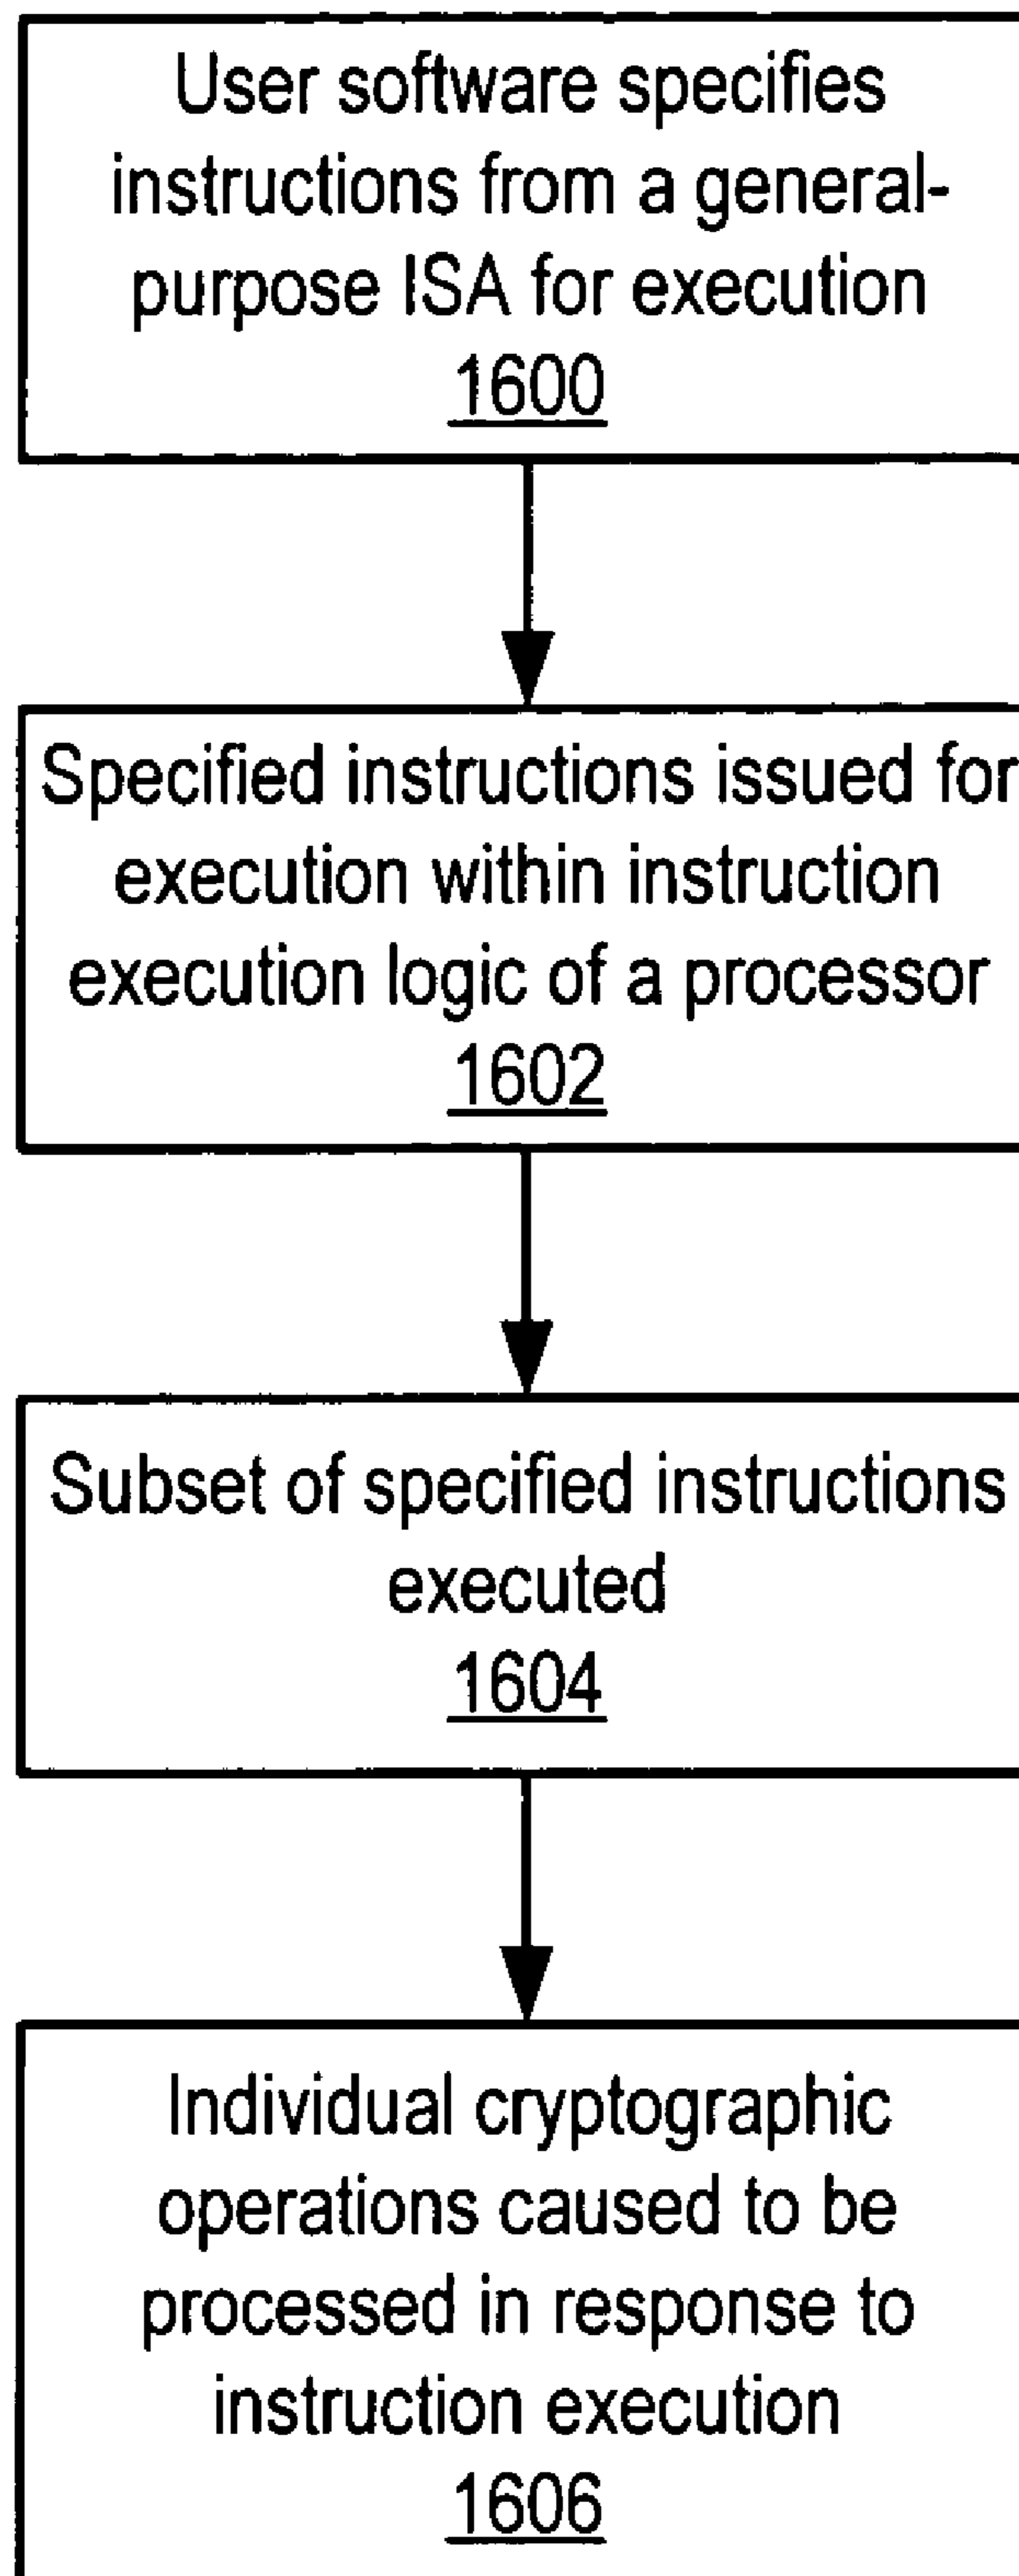 User software specifies
instructions from a general-
purpose ISA for execution
1600
Specified instructions issued for
execution within instruction
execution logic of a processor
1602
Subset of specified instructions
executed
1604
Individual cryptographic
operations caused to be
processed in response to
instruction execution
1606